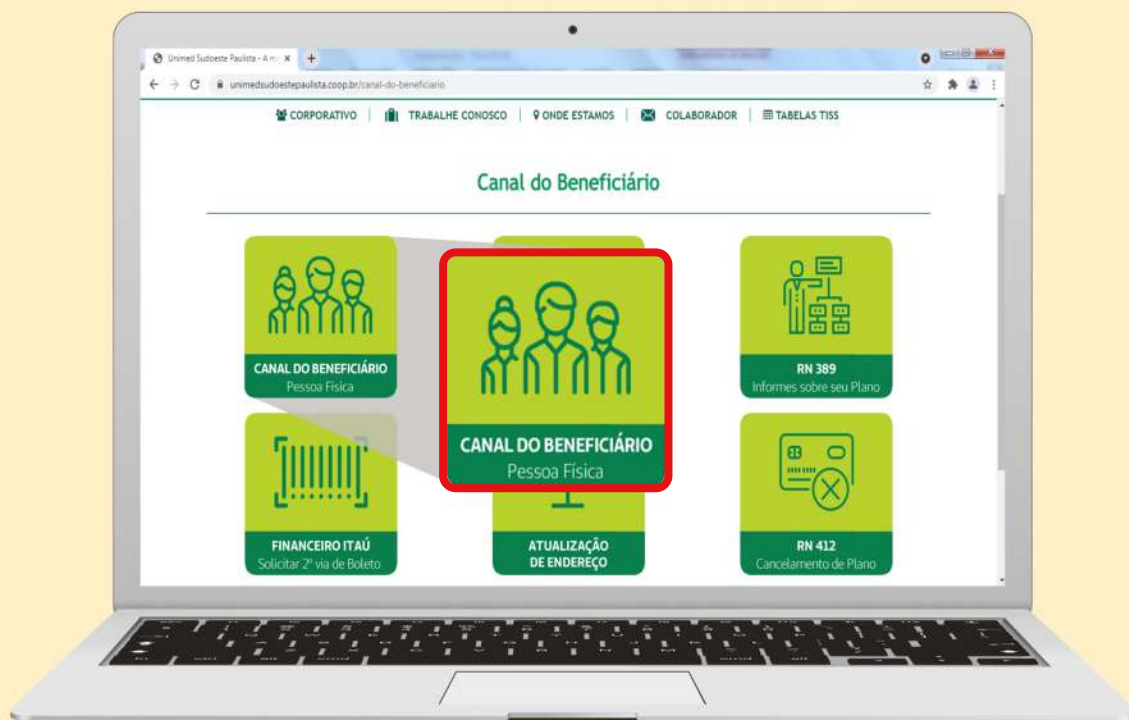 Unimed Sudoeste Paulista - A m
unimedsudoestepaulista.coop.br/canal-do-beneficiario
CORPORATIVO | TRABALHE CONOSCO | ONDE ESTAMOS | COLABORADOR | TABELAS TISS
Canal do Beneficiário
CANAL DO BENEFICIÁRIO
Pessoa Física
CANAL DO BENEFICIÁRIO
Pessoa Física
RN 389
Informes sobre seu Plano
FINANCEIRO ITAÚ
Solicitar 2ª via de Boleto
ATUALIZAÇÃO
DE ENDEREÇO
RN 412
Cancelamento de Plano